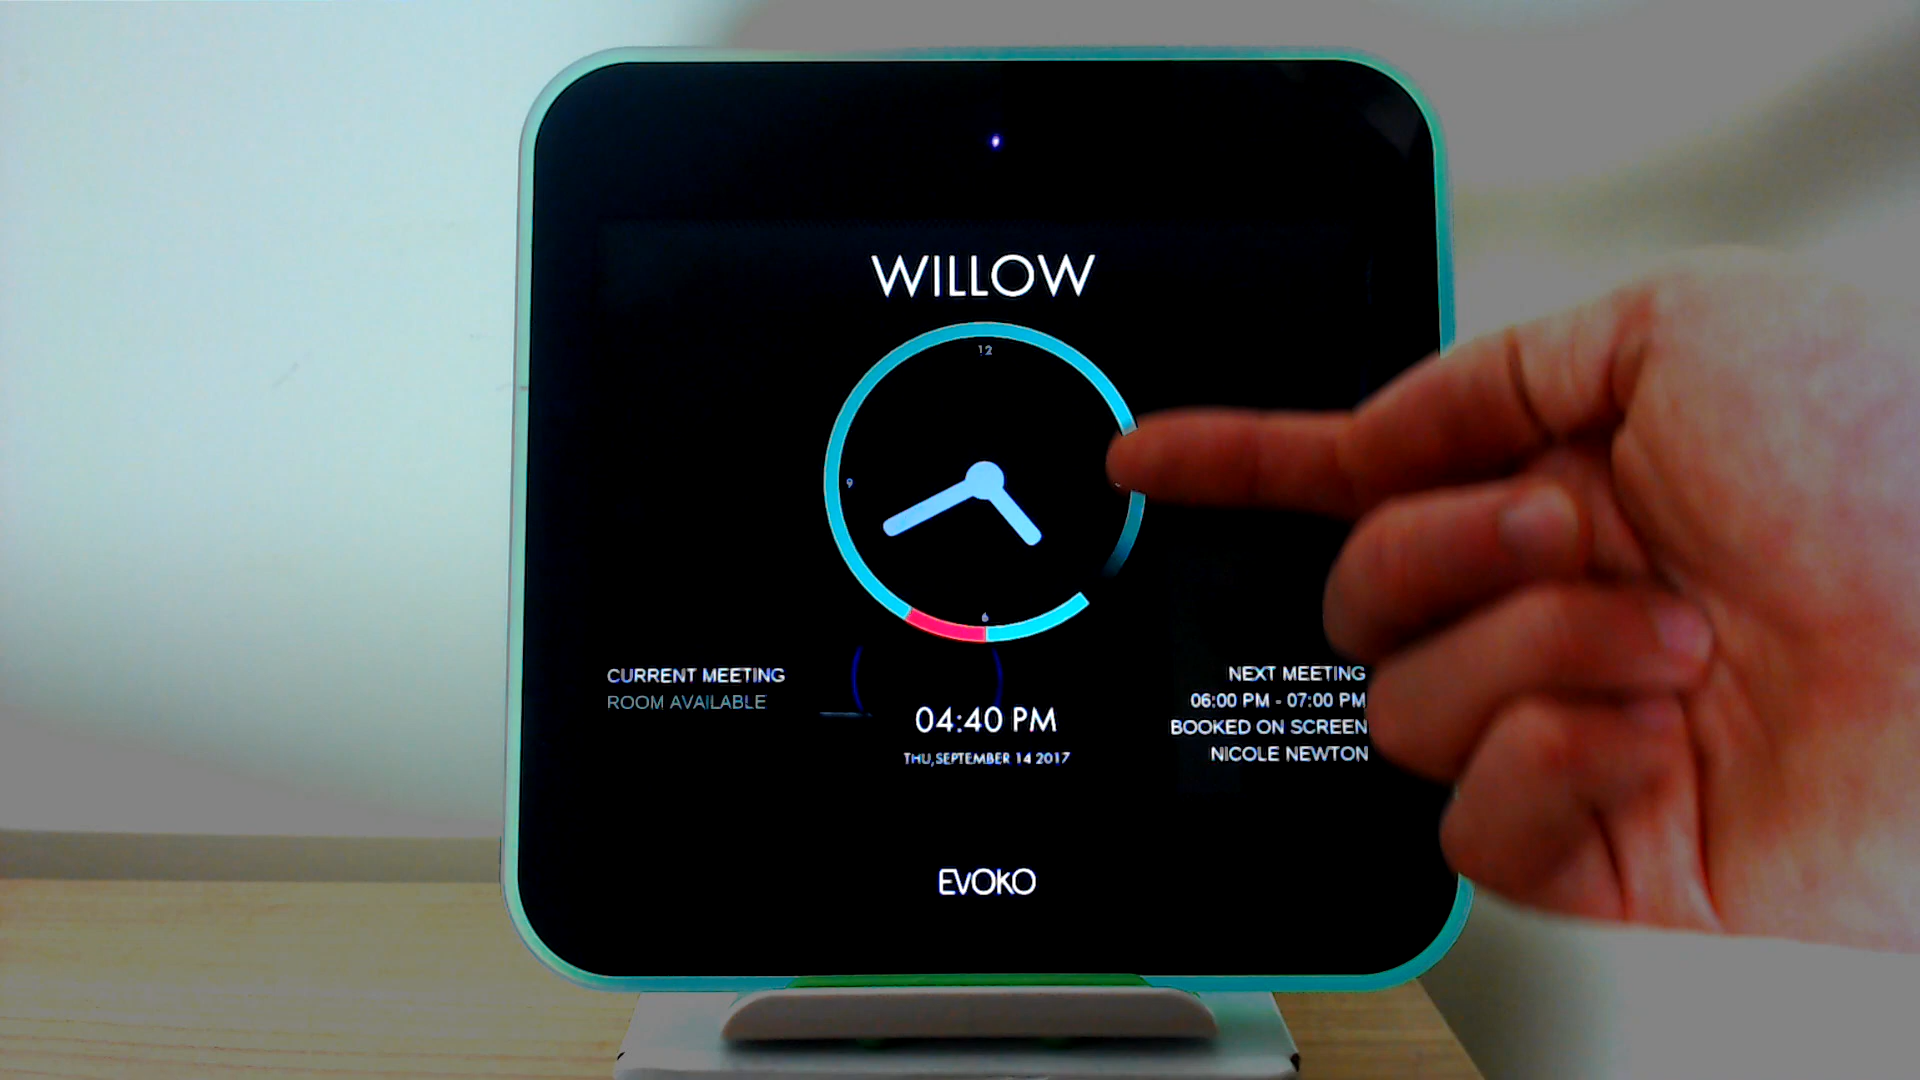 WILLOW
12
9
6
CURRENT MEETING
ROOM AVAILABLE
04:40 PM
THU, SEPTEMBER 14 2017
NEXT MEETING
06:00 PM - 07:00 PM
BOOKED ON SCREEN
NICOLE NEWTON
EVOKO